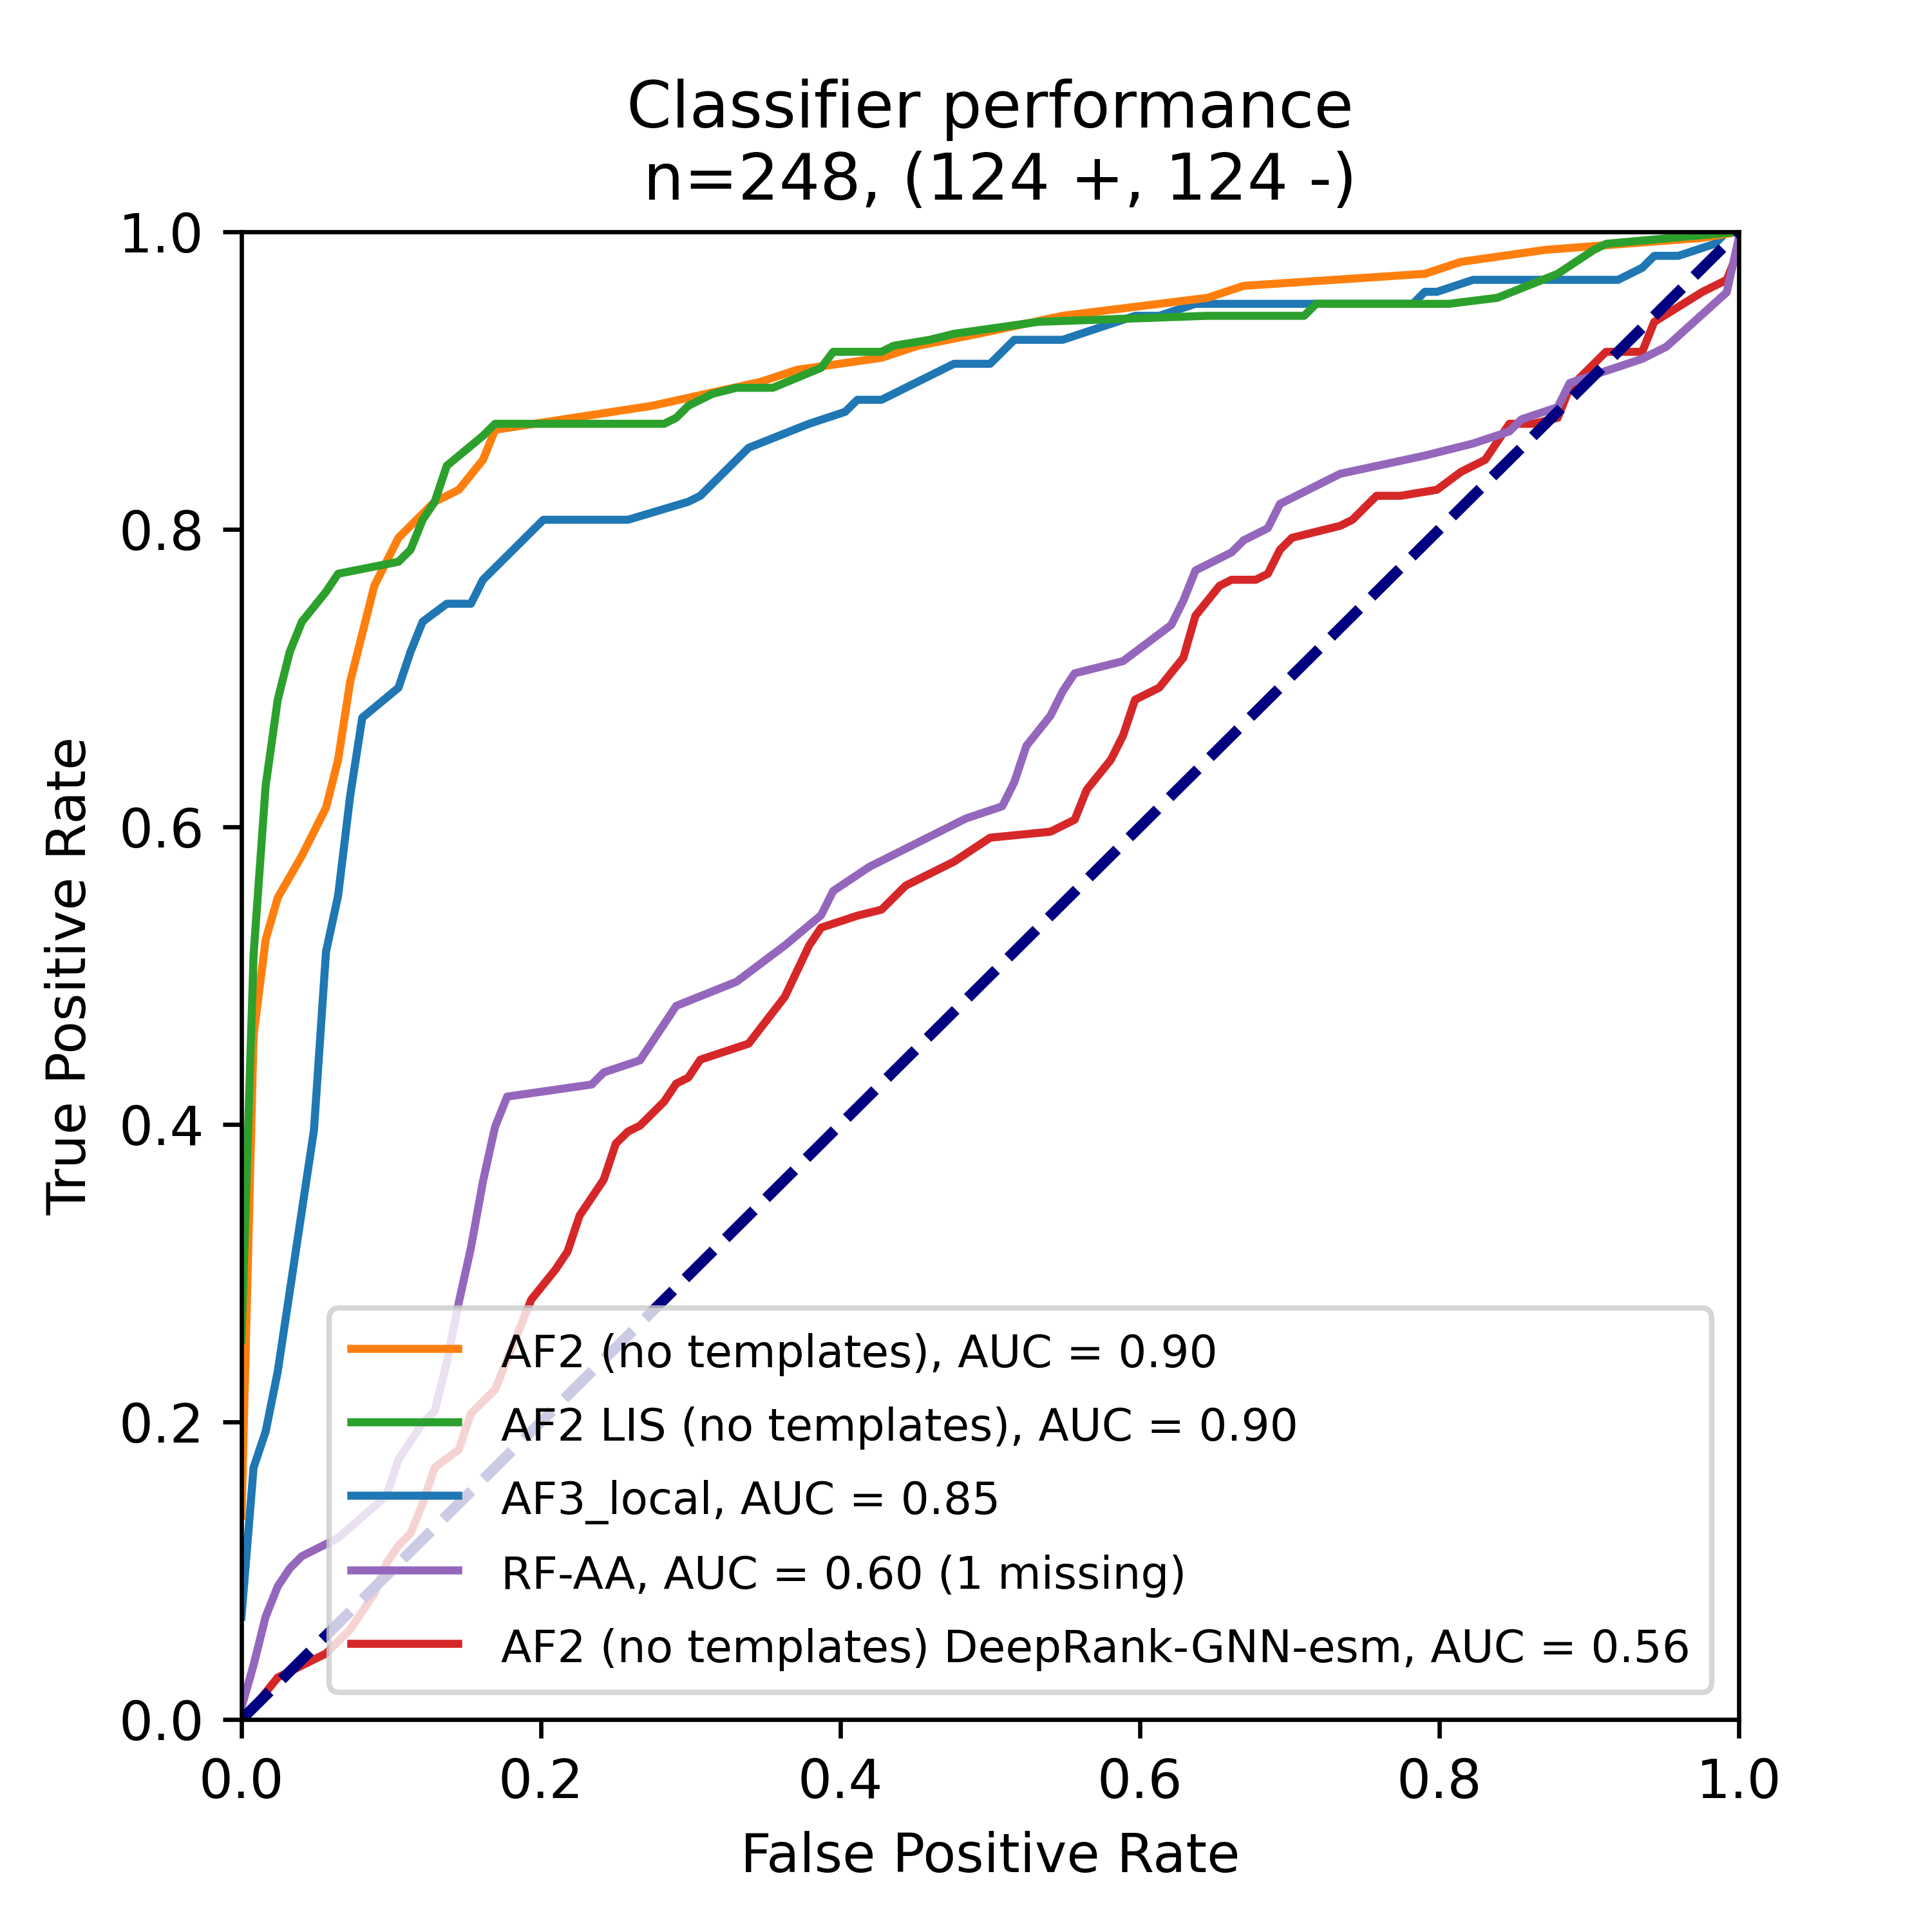 Classifier performance
n=248, (124 +, 124 -)
1.0
0.8
0.6
0.4
0.2
0.0
True Positive Rate
AF2 (no templates), AUC = 0.90
AF2 LIS (no templates), AUC = 0.90
AF3_local, AUC = 0.85
RF-AA, AUC = 0.60 (1 missing)
AF2 (no templates) DeepRank-GNN-esm, AUC = 0.56
0.0 0.2 0.4 0.6 0.8 1.0
False Positive Rate